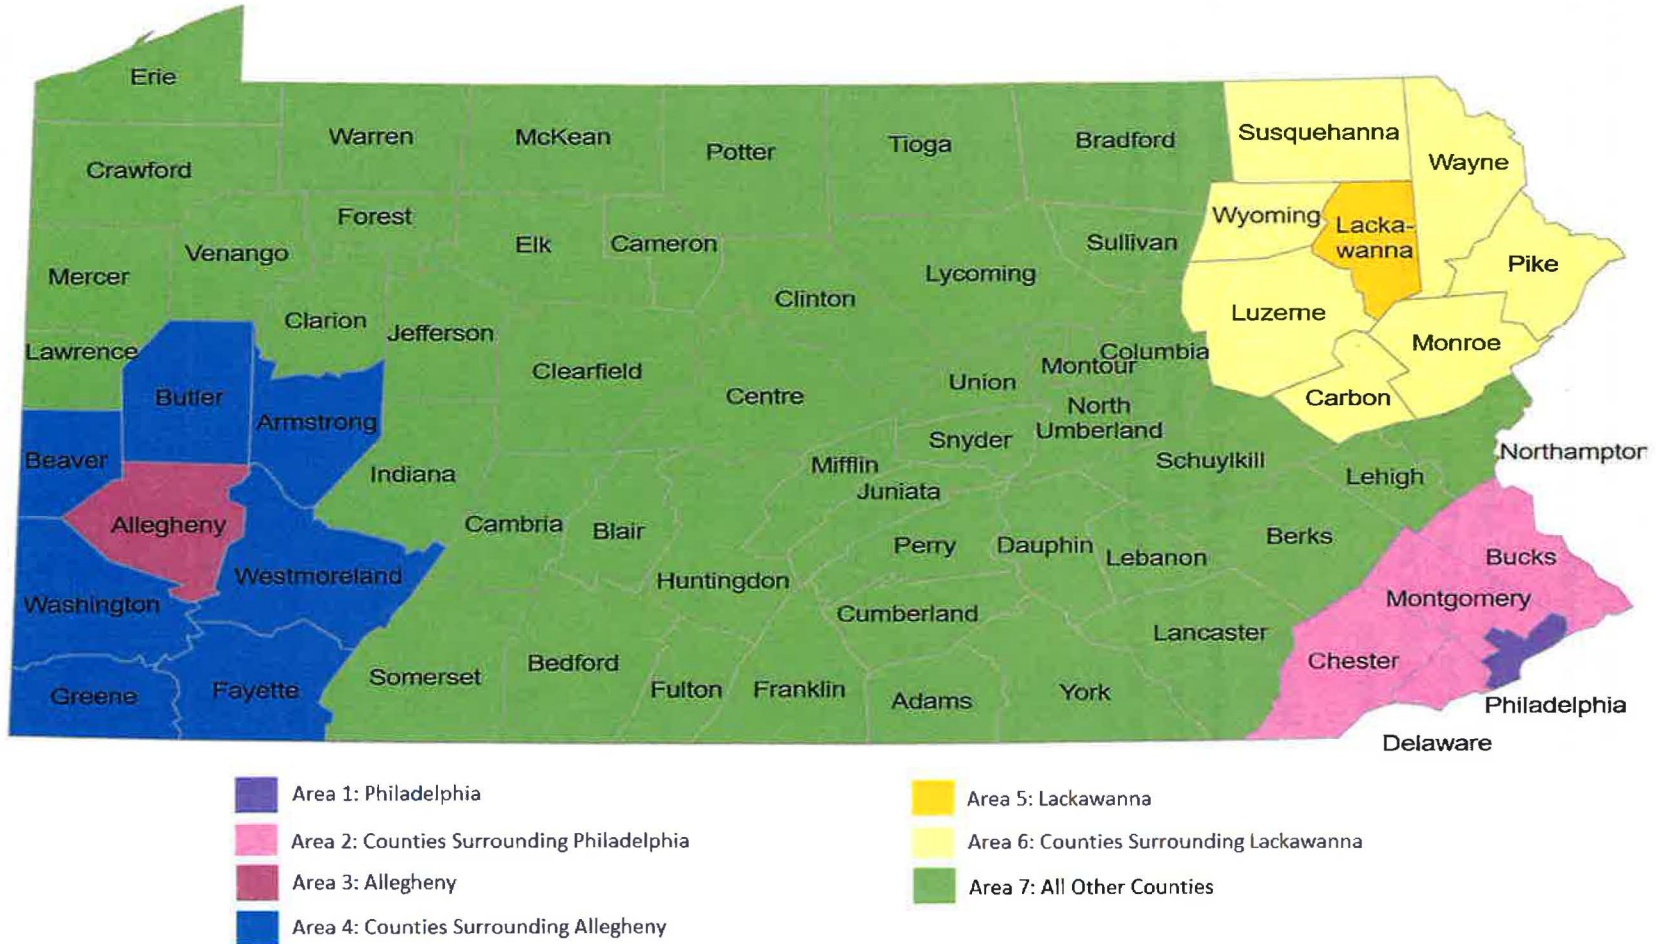 Erie
Warren
McKean
Potter
Tioga
Bradford
Susquehanna
Wayne
Crawford
Forest
Venango
Elk
Cameron
Sullivan
Wyoming
Lacka-
wanna
Pike
Mercer
Lycoming
Clinton
Clarion
Jefferson
Luzerne
Monroe
Lawrence
Clearfield
Columbia
Montour
Union
Centre
Carbon
Butler
Armstrong
North
Umberland
Snyder
Beaver
Indiana
Mifflin
Juniata
Schuylkill
Lehigh
Northampton
Allegheny
Cambria
Blair
Perry
Dauphin
Lebanon
Berks
Bucks
Westmoreland
Huntingdon
Washington
Cumberland
Montgomery
Lancaster
Chester
Greene
Fayette
Somerset
Bedford
Fulton
Franklin
Adams
York
Philadelphia
Delaware
Area 1: Philadelphia
Area 2: Counties Surrounding Philadelphia
Area 3: Allegheny
Area 4: Counties Surrounding Allegheny
Area 5: Lackawanna
Area 6: Counties Surrounding Lackawanna
Area 7: All Other Counties